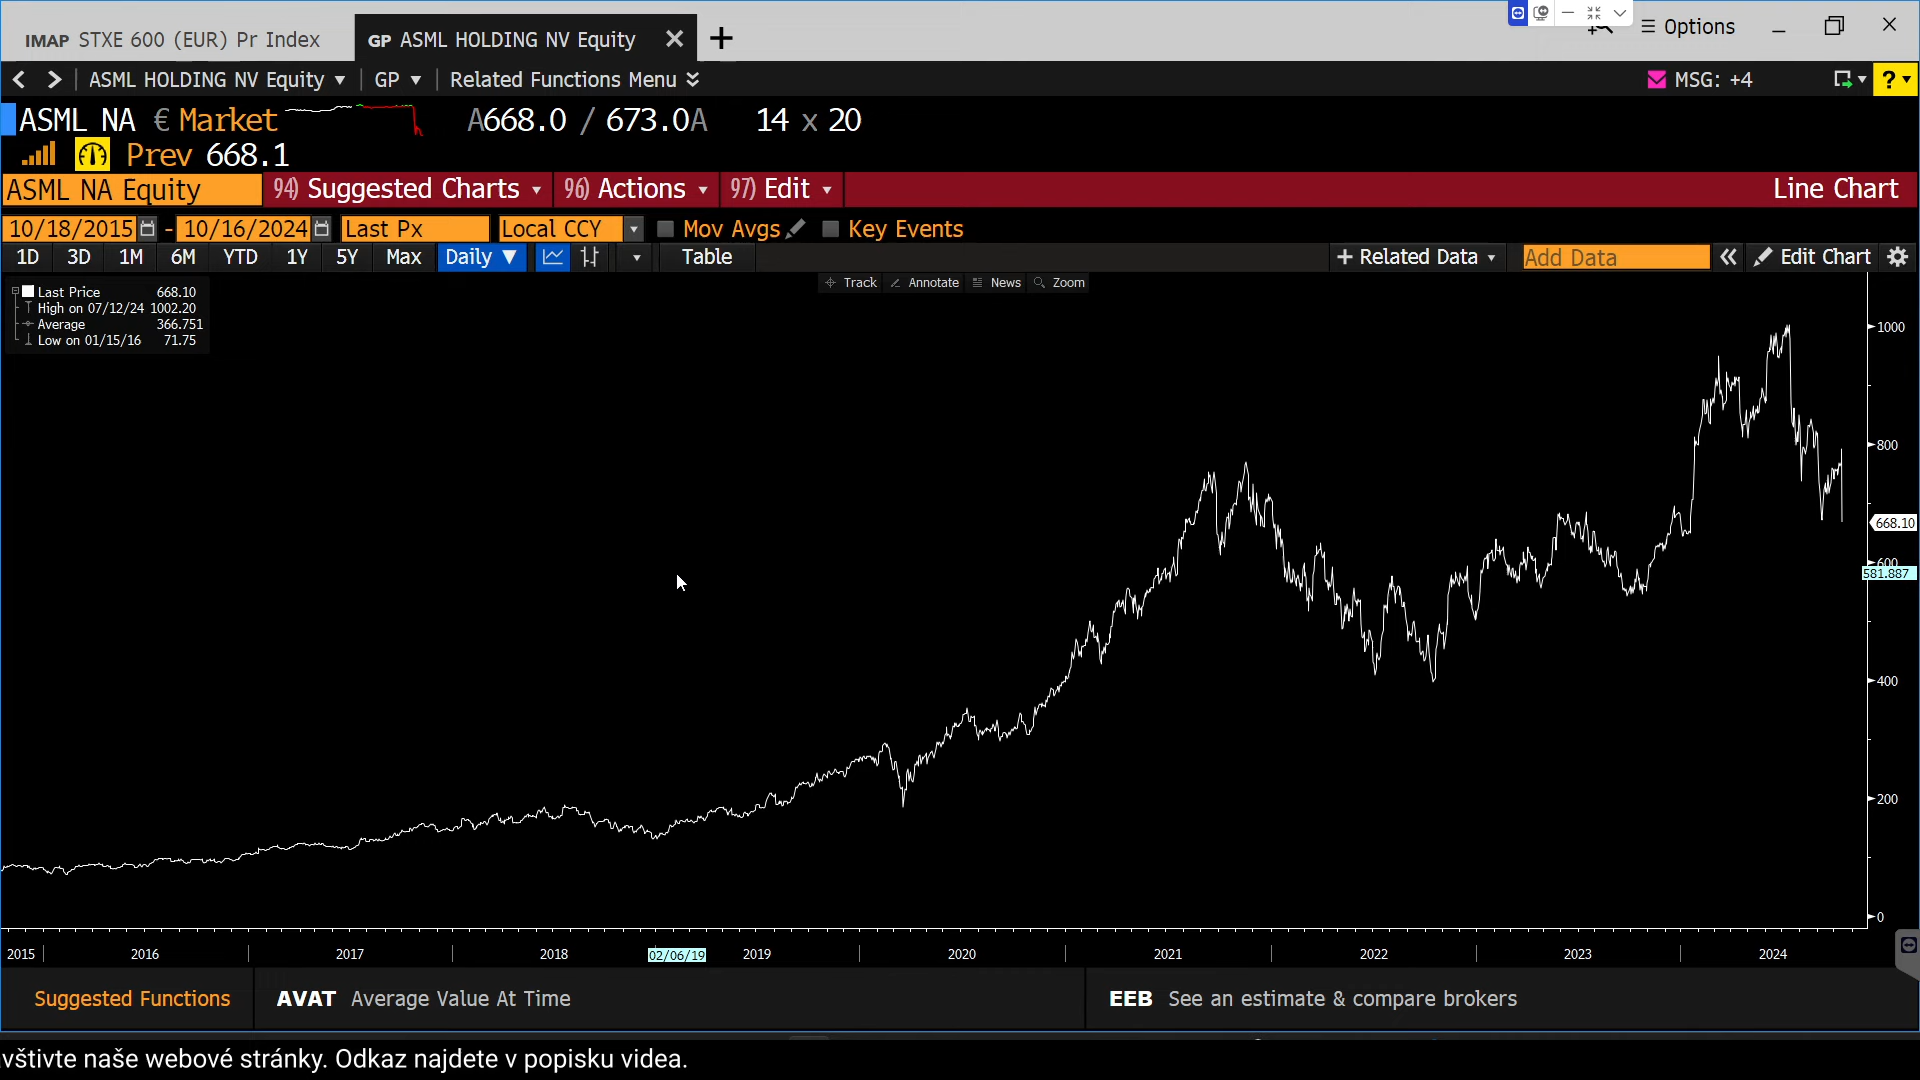 IMAP STXE 600 (EUR) Pr Index
GP ASML HOLDING NV Equity
Options
ASML HOLDING NV Equity
GP
Related Functions Menu
MSG: +4
?
ASML NA € Market A668.0 / 673.0A 14 x 20
Prev 668.1
ASML NA Equity
94) Suggested Charts
96) Actions
97) Edit
Line Chart
10/18/2015 - 10/16/2024
Last Px
Local CCY
Mov Avgs
Key Events
1D 3D 1M 6M YTD 1Y 5Y Max Daily ▼
Table
+ Related Data
Add Data
Edit Chart
Track Annotate News Zoom
Last Price 668.10
High on 07/12/24 1002.20
Average 366.751
Low on 01/15/16 71.75
1000
800
668.10
600
581.887
400
200
0
2015 2016 2017 2018 02/06/19 2019 2020 2021 2022 2023 2024
Suggested Functions
AVAT Average Value At Time
EEB See an estimate & compare brokers
vštivte naše webové stránky. Odkaz najdete v popisku videa.